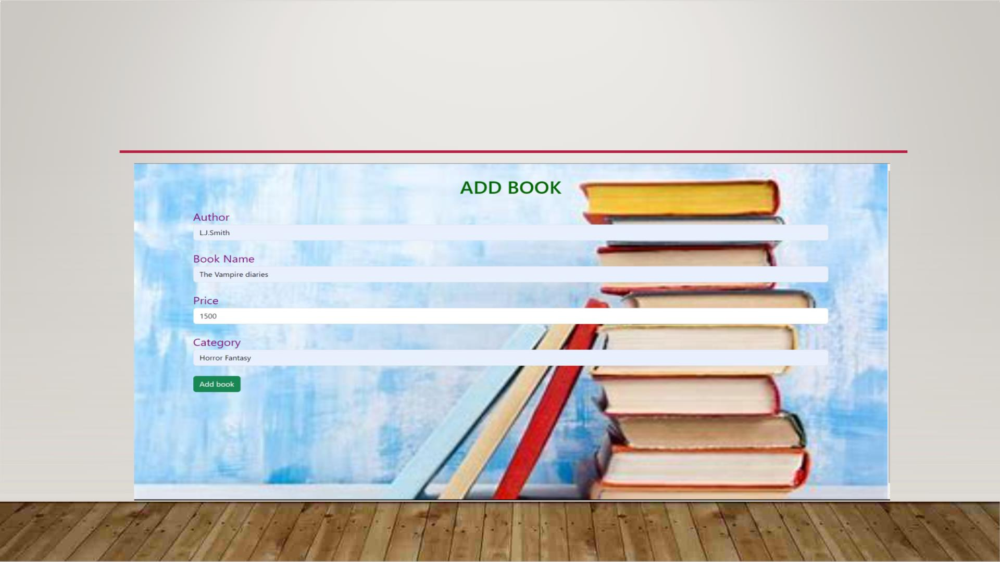 ADD BOOK
Author
L.J.Smith
Book Name
The Vampire diaries
Price
1500
Category
Horror Fantasy
Add book